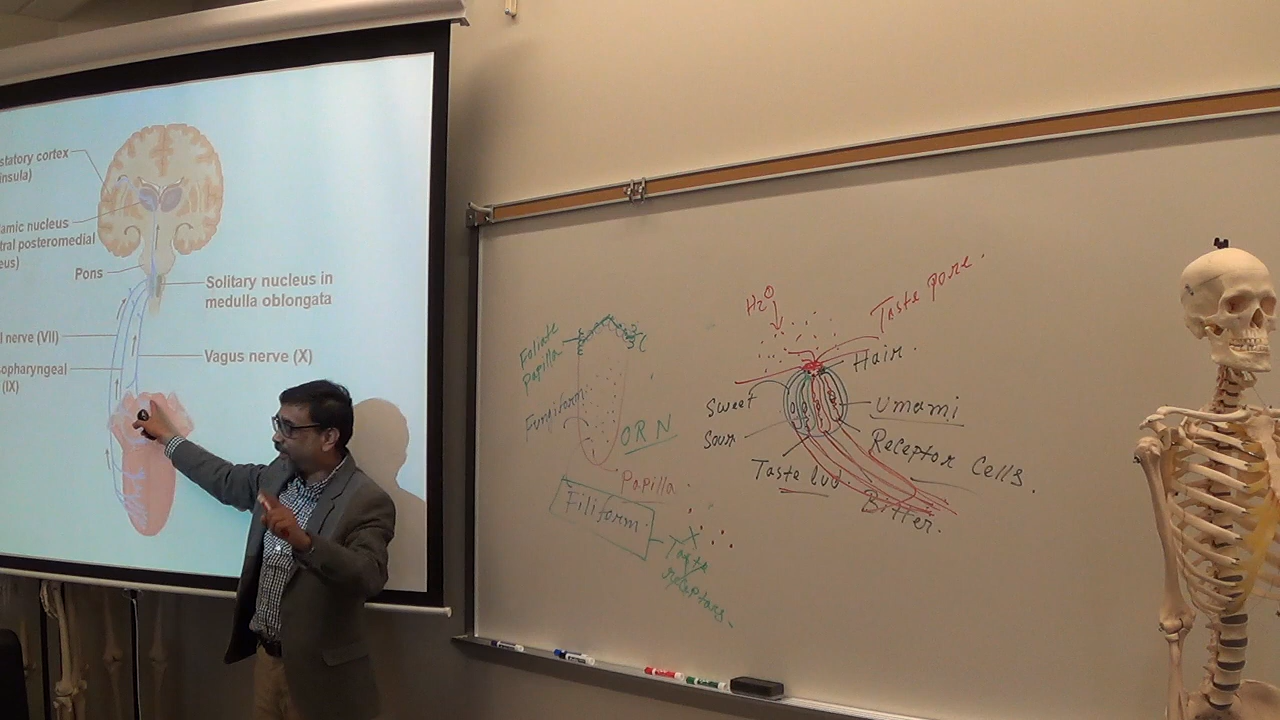 statory cortex
insula)
amic nucleus
tral posteromedial
eus)
Pons
Solitary nucleus in
medulla oblongata
l nerve (VII)
Vagus nerve (X)
sopharyngeal
(IX)
Foliate
papilla
Fungiform
ORN
Papilla
Filiform
X
Taste
receptors
H2O
Taste pore.
Hair.
Sweet
Sour
Umami
Receptor Cells.
Taste bud
Bitter.